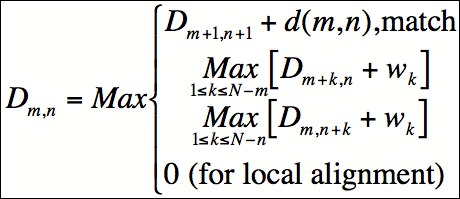 D_{m,n} = Max{
D_{m+1,n+1} + d(m,n),match
Max_{1≤k≤N−m}[D_{m+k,n} + w_k]
Max_{1≤k≤N−n}[D_{m,n+k} + w_k]
0 (for local alignment)